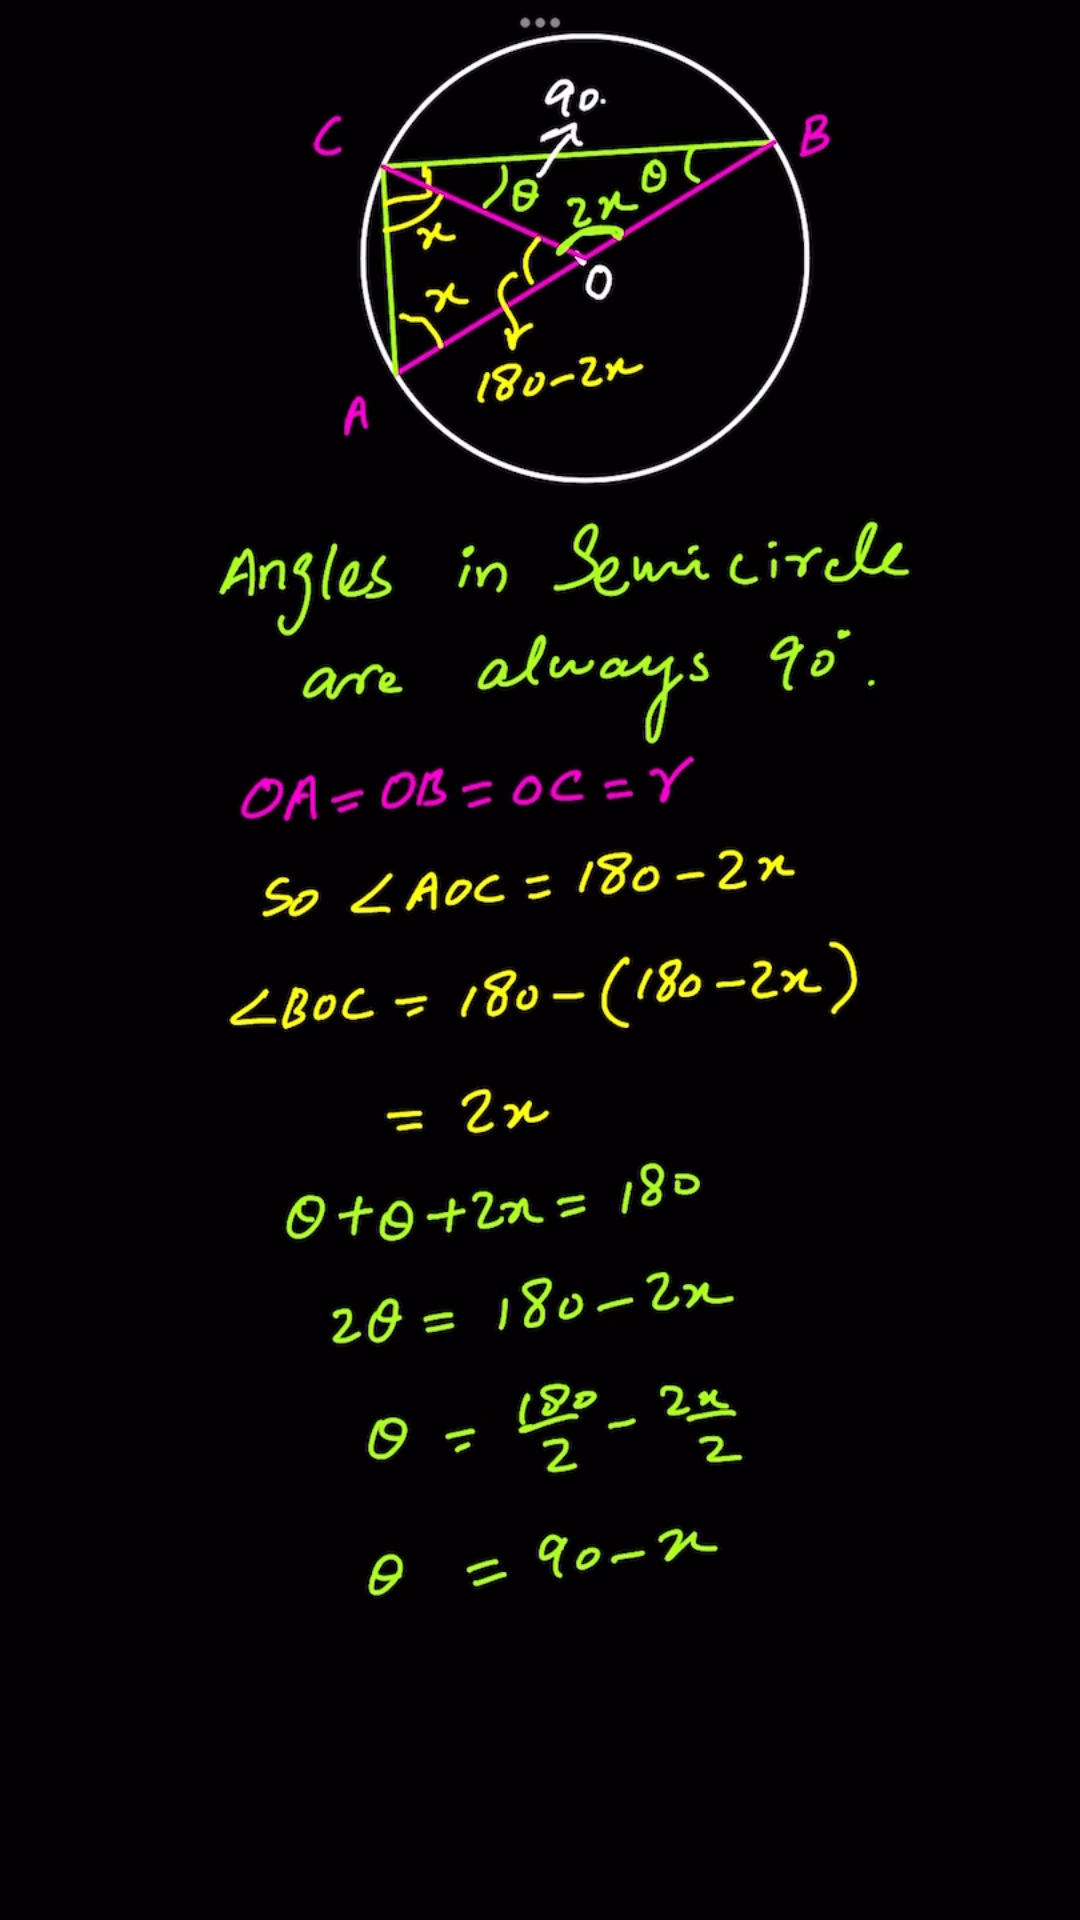 90.
C
B
θ
θ
2x
x
O
x
180-2x
A
Angles in Semicircle
are always 90°.
OA = OB = OC = r
So ∠AOC = 180-2x
∠BOC = 180-(180-2x)
= 2x
θ+θ+2x = 180
2θ = 180-2x
θ = 180/2 - 2x/2
θ = 90-x